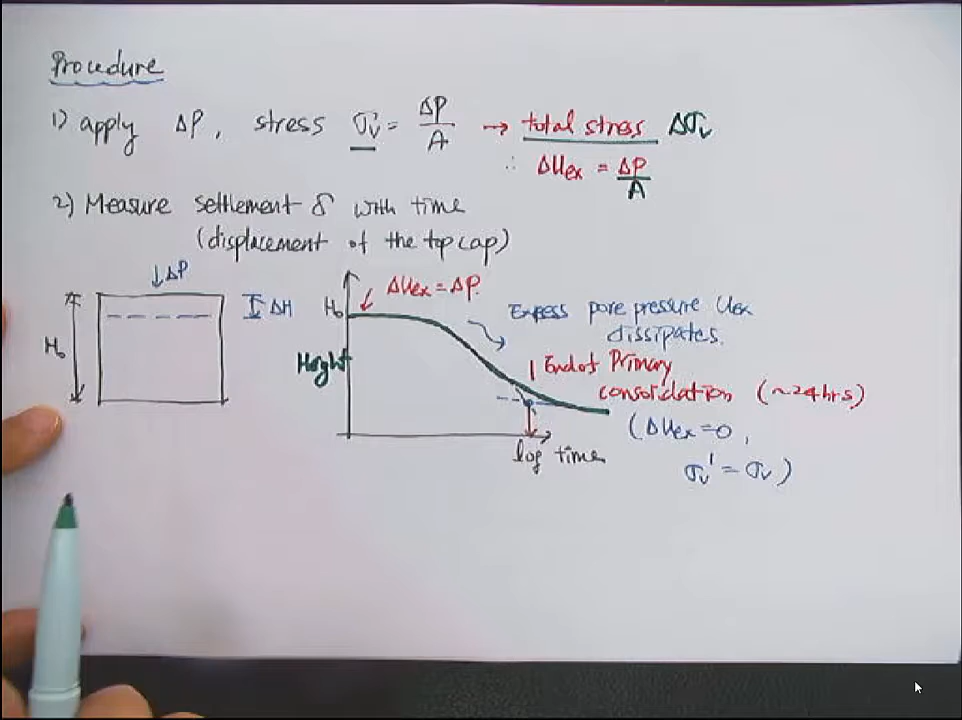 Procedure
1) apply ΔP, stress σv = ΔP/A → total stress Δσv
∴ Δuex = ΔP/A
2) Measure settlement δ with time
(displacement of the top cap)
↓ΔP
H₀
ΔH
H₀
Δuex = ΔP.
Height
Exess pore pressure uex
dissipates.
End of Primary
consolidation (~24hrs)
(Δuex=0,
σv' = σv)
log time